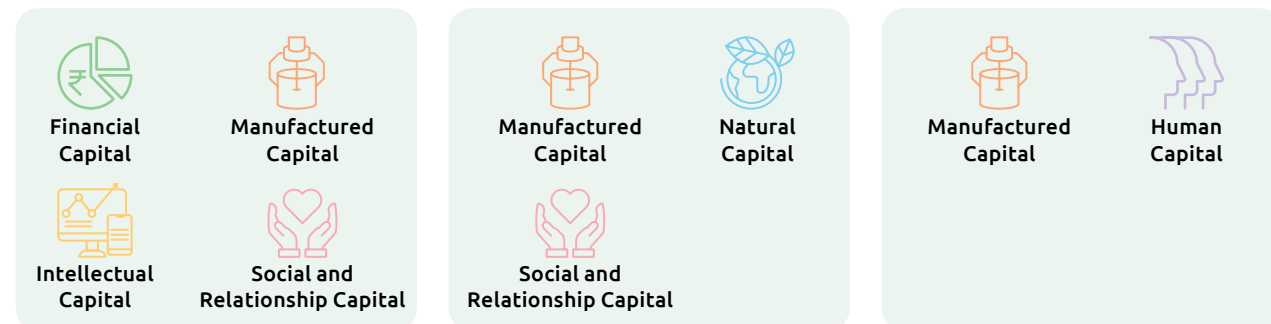 ₹
Financial
Capital
Manufactured
Capital
Intellectual
Capital
Social and
Relationship Capital
Manufactured
Capital
Natural
Capital
Social and
Relationship Capital
Manufactured
Capital
Human
Capital